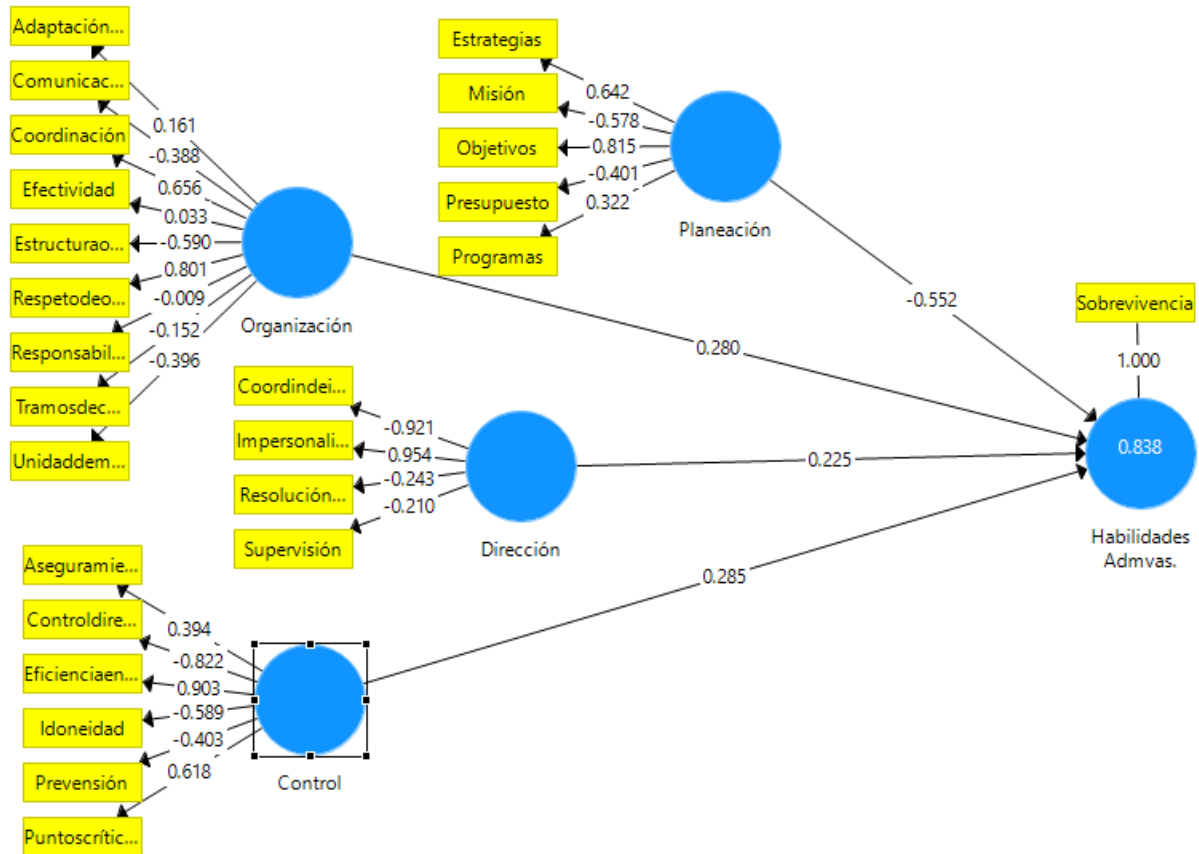 Adaptación...
Comunicac...
Coordinación
Efectividad
Estructurao...
Respetodeo...
Responsabil...
Tramosdec...
Unidaddem...
0.161
-0.388
0.656
0.033
-0.590
0.801
-0.009
-0.152
-0.396
Organización
Estrategias
Misión
Objetivos
Presupuesto
Programas
0.642
-0.578
0.815
-0.401
0.322
Planeación
-0.552
0.280
Sobrevivencia
1.000
0.838
Habilidades
Admvas.
Coordindei...
Impersonali...
Resolución...
Supervisión
-0.921
0.954
-0.243
-0.210
Dirección
0.225
0.285
Aseguramie...
Controldire...
Eficienciaen...
Idoneidad
Prevensión
Puntoscrític...
0.394
-0.822
0.903
-0.589
-0.403
0.618
Control